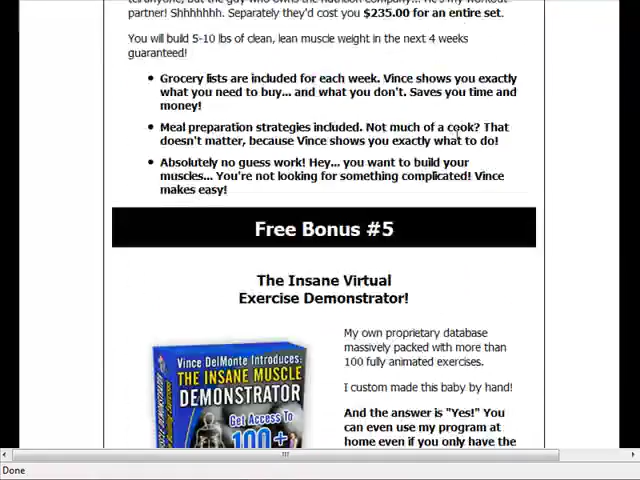 partner! Shhhhhhh. Separately they'd cost you $235.00 for an entire set.
You will build 5-10 lbs of clean, lean muscle weight in the next 4 weeks
guaranteed!
Grocery lists are included for each week. Vince shows you exactly
what you need to buy... and what you don't. Saves you time and
money!
Meal preparation strategies included. Not much of a cook? That
doesn't matter, because Vince shows you exactly what to do!
Absolutely no guess work! Hey... you want to build your
muscles... You're not looking for something complicated! Vince
makes easy!
Free Bonus #5
The Insane Virtual
Exercise Demonstrator!
My own proprietary database
massively packed with more than
100 fully animated exercises.
I custom made this baby by hand!
And the answer is "Yes!" You
can even use my program at
home even if you only have the
Vince DelMonte Introduces:
THE INSANE MUSCLE
DEMONSTRATOR
Get Access To
100+
Done